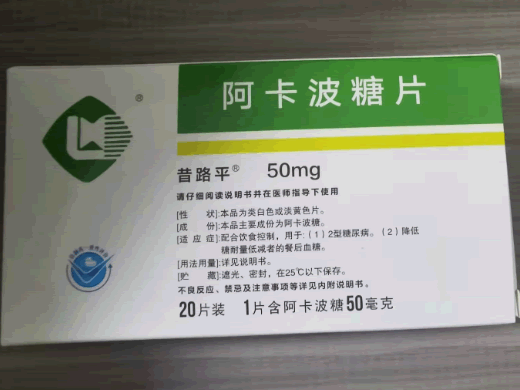 阿卡波糖片
®
昔路平® 50mg
请仔细阅读说明书并在医师指导下使用
[性 状]:本品为类白色或淡黄色片。
[成 份]:本品主要成份为阿卡波糖。
[适 应 症]:配合饮食控制，用于:（1）2型糖尿病。（2）降低
糖耐量低减者的餐后血糖。
[用法用量]:详见说明书。
[贮 藏]:遮光、密封，在25℃以下保存。
不良反应、禁忌及注意事项等详见内附说明书。
20片装 1片含阿卡波糖50毫克